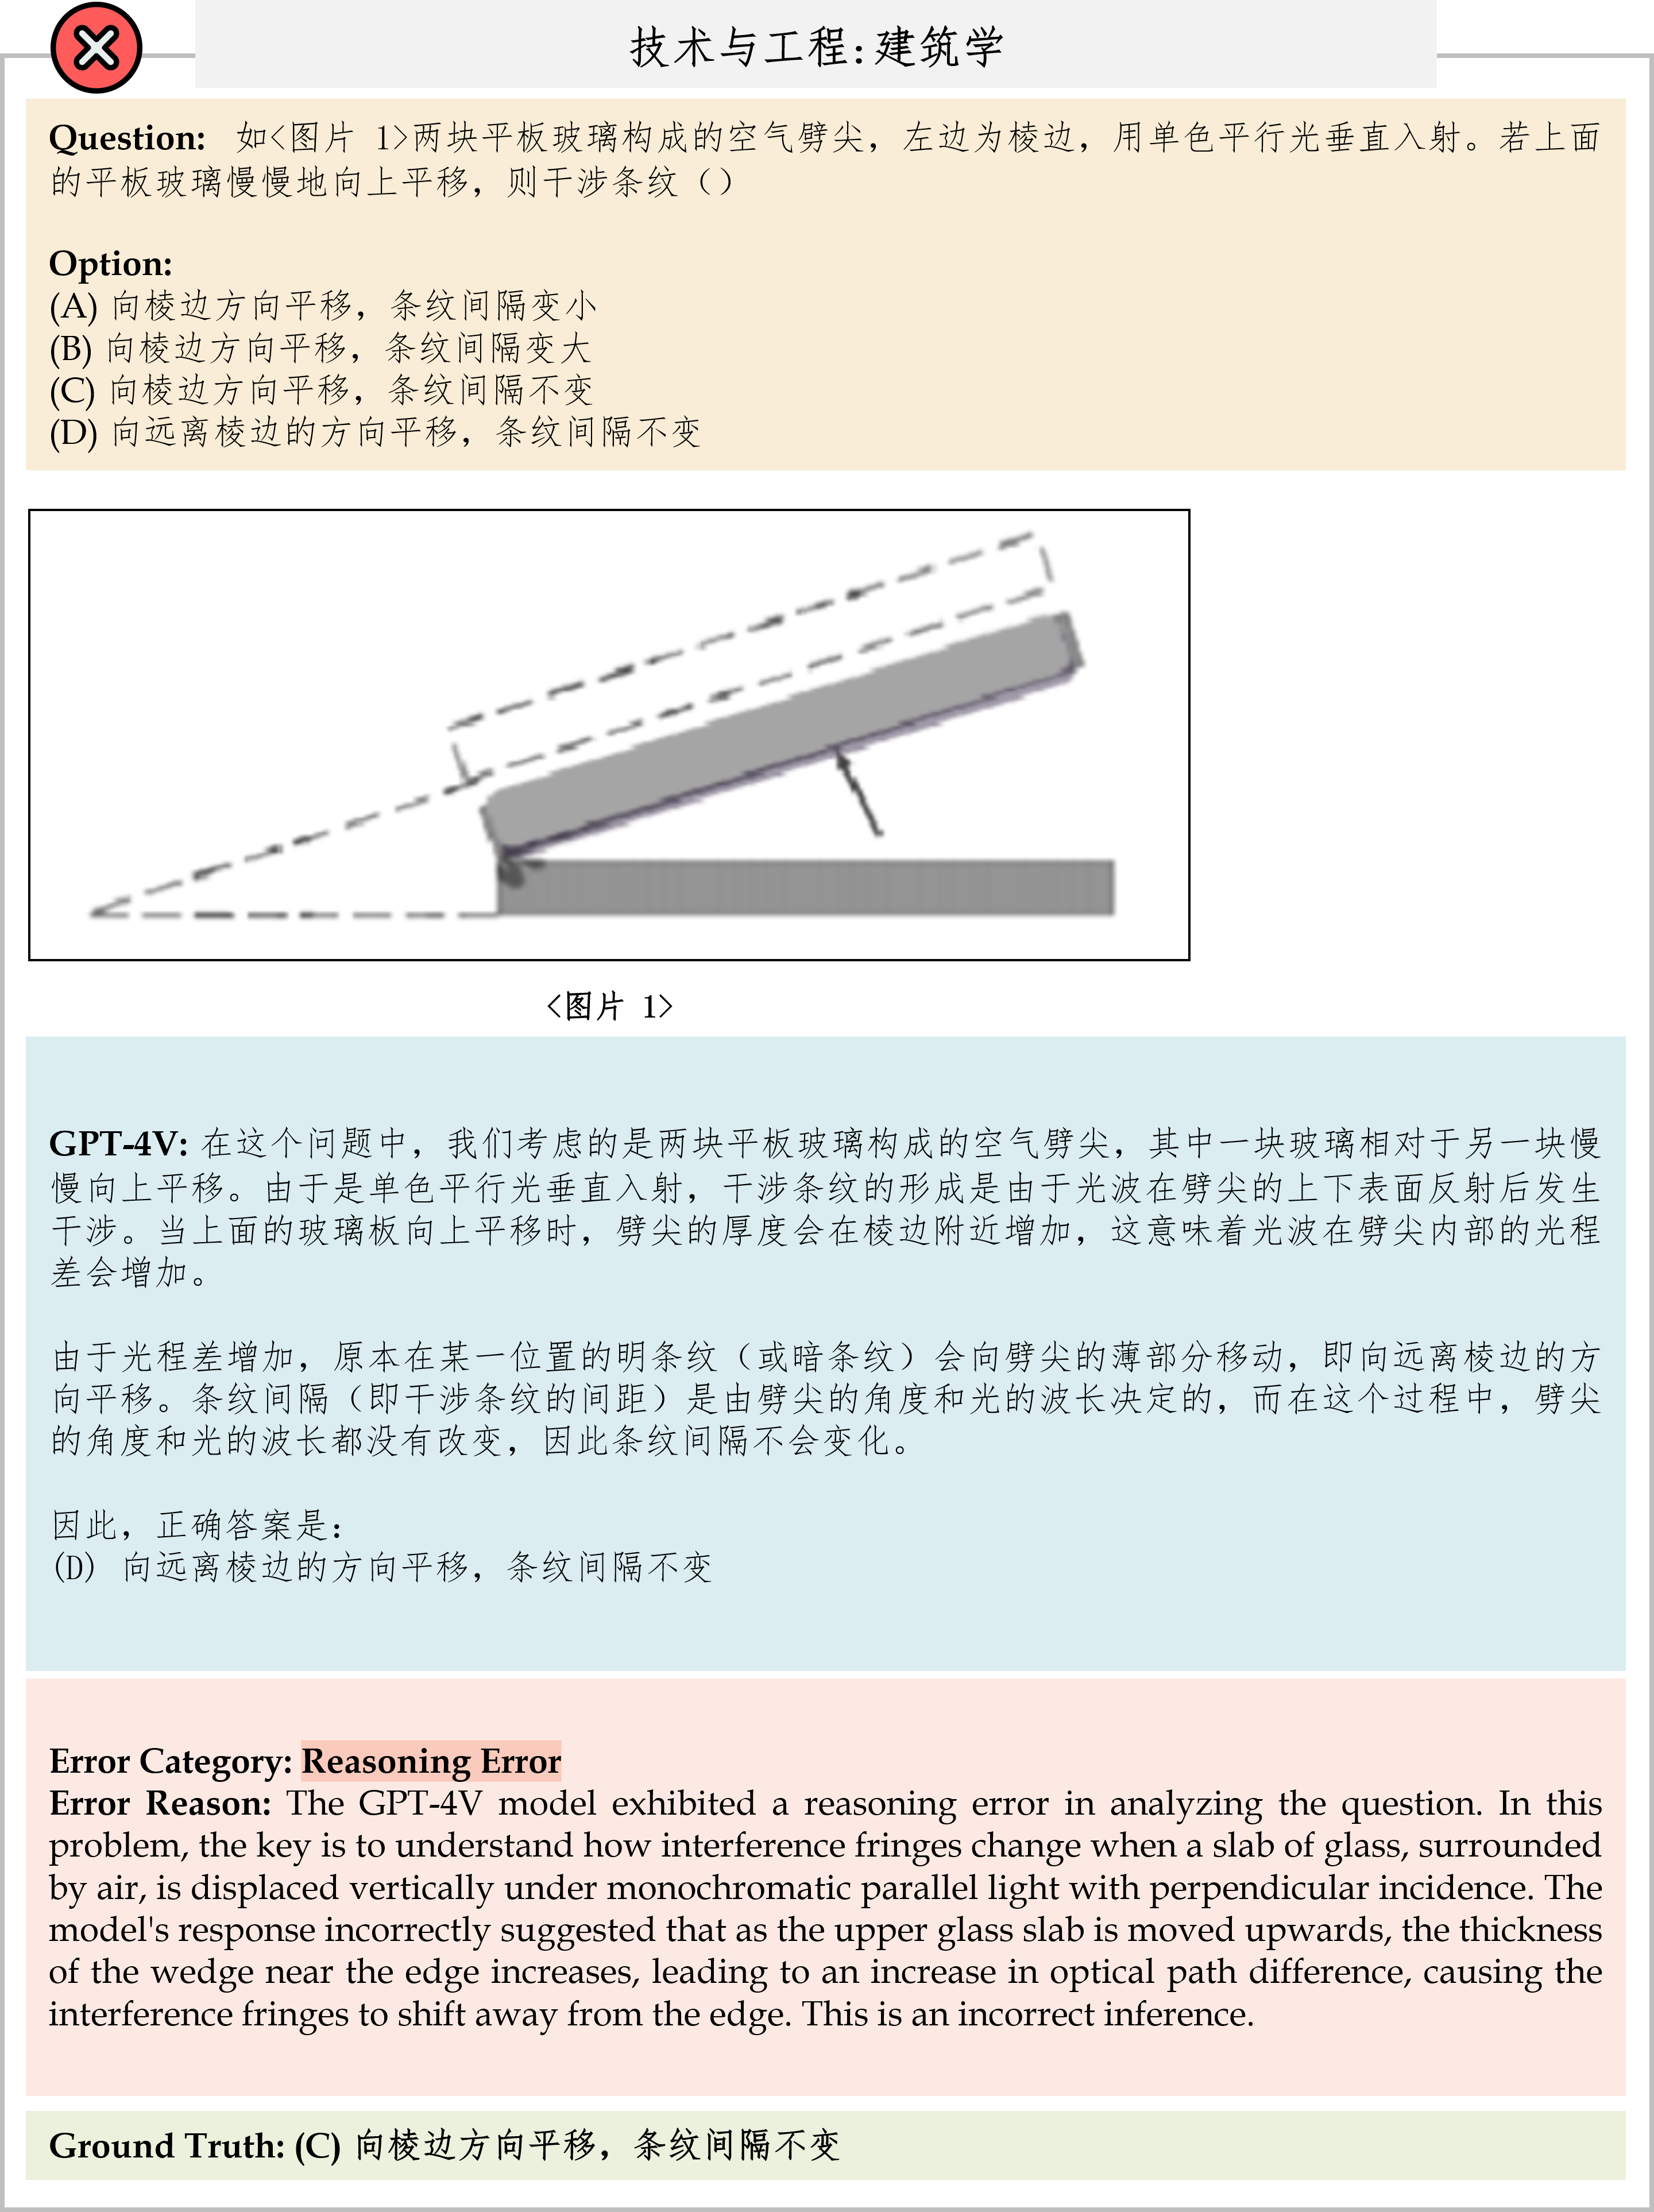 技术与工程:建筑学
Question: 如<图片 1>两块平板玻璃构成的空气劈尖，左边为棱边，用单色平行光垂直入射。若上面
的平板玻璃慢慢地向上平移，则干涉条纹（）
Option:
(A) 向棱边方向平移，条纹间隔变小
(B) 向棱边方向平移，条纹间隔变大
(C) 向棱边方向平移，条纹间隔不变
(D) 向远离棱边的方向平移，条纹间隔不变
<图片 1>
GPT-4V: 在这个问题中，我们考虑的是两块平板玻璃构成的空气劈尖，其中一块玻璃相对于另一块慢
慢向上平移。由于是单色平行光垂直入射，干涉条纹的形成是由于光波在劈尖的上下表面反射后发生
干涉。当上面的玻璃板向上平移时，劈尖的厚度会在棱边附近增加，这意味着光波在劈尖内部的光程
差会增加。
由于光程差增加，原本在某一位置的明条纹（或暗条纹）会向劈尖的薄部分移动，即向远离棱边的方
向平移。条纹间隔（即干涉条纹的间距）是由劈尖的角度和光的波长决定的，而在这个过程中，劈尖
的角度和光的波长都没有改变，因此条纹间隔不会变化。
因此，正确答案是：
(D) 向远离棱边的方向平移，条纹间隔不变
Error Category: Reasoning Error
Error Reason: The GPT-4V model exhibited a reasoning error in analyzing the question. In this
problem, the key is to understand how interference fringes change when a slab of glass, surrounded
by air, is displaced vertically under monochromatic parallel light with perpendicular incidence. The
model's response incorrectly suggested that as the upper glass slab is moved upwards, the thickness
of the wedge near the edge increases, leading to an increase in optical path difference, causing the
interference fringes to shift away from the edge. This is an incorrect inference.
Ground Truth: (C) 向棱边方向平移，条纹间隔不变